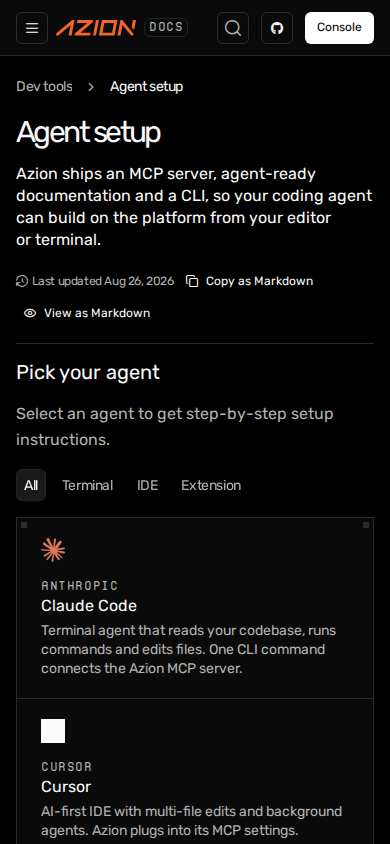 AZION DOCS Console
Dev tools > Agent setup
Agent setup
Azion ships an MCP server, agent-ready
documentation and a CLI, so your coding agent
can build on the platform from your editor
or terminal.
Last updated Aug 26, 2026 Copy as Markdown
View as Markdown
Pick your agent
Select an agent to get step-by-step setup
instructions.
All Terminal IDE Extension
ANTHROPIC
Claude Code
Terminal agent that reads your codebase, runs
commands and edits files. One CLI command
connects the Azion MCP server.
CURSOR
Cursor
AI-first IDE with multi-file edits and background
agents. Azion plugs into its MCP settings.